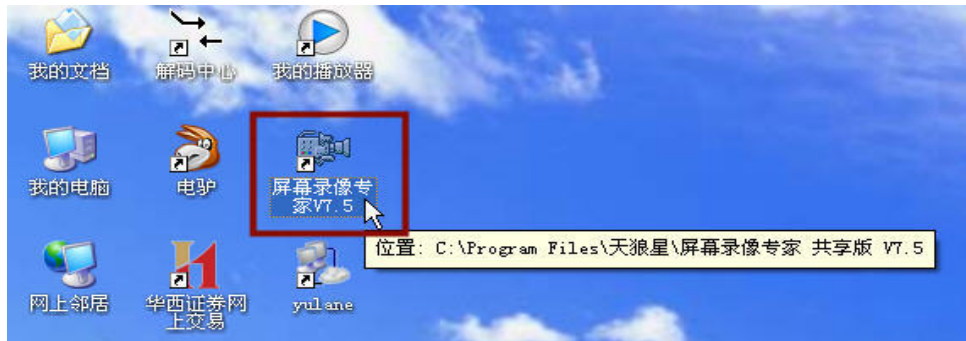 我的文档
解码中心
我的播放器
我的电脑
电驴
屏幕录像专
家V7.5
位置: C:\Program Files\天狼星\屏幕录像专家 共享版 V7.5
网上邻居
华西证券网
上交易
yulane